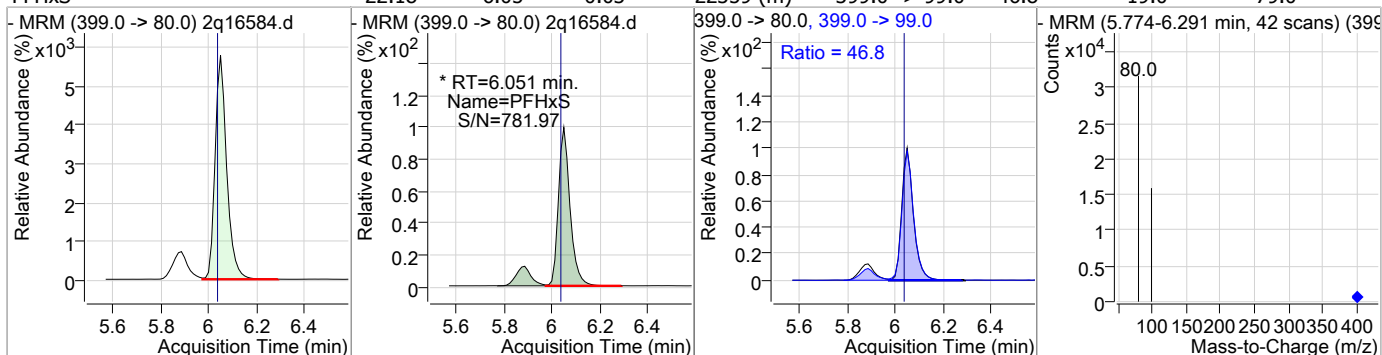 - MRM (399.0 -> 80.0) 2q16584.d
x10³
Relative Abundance (%)
5
4
3
2
1
0
5.6 5.8 6 6.2 6.4
Acquisition Time (min)
- MRM (399.0 -> 80.0) 2q16584.d
x10²
* RT=6.051 min.
Name=PFHxS
S/N=781.97
Relative Abundance (%)
1.2
1
0.8
0.6
0.4
0.2
0
5.6 5.8 6 6.2 6.4
Acquisition Time (min)
399.0 -> 80.0, 399.0 -> 99.0
x10²
Ratio = 46.8
Relative Abundance (%)
1.4
1.2
1
0.8
0.6
0.4
0.2
0
5.6 5.8 6 6.2 6.4
Acquisition Time (min)
- MRM (5.774-6.291 min, 42 scans) (399
x10⁴
80.0
Counts
3
2.5
2
1.5
1
0.5
0
100 150 200 250 300 350 400
Mass-to-Charge (m/z)